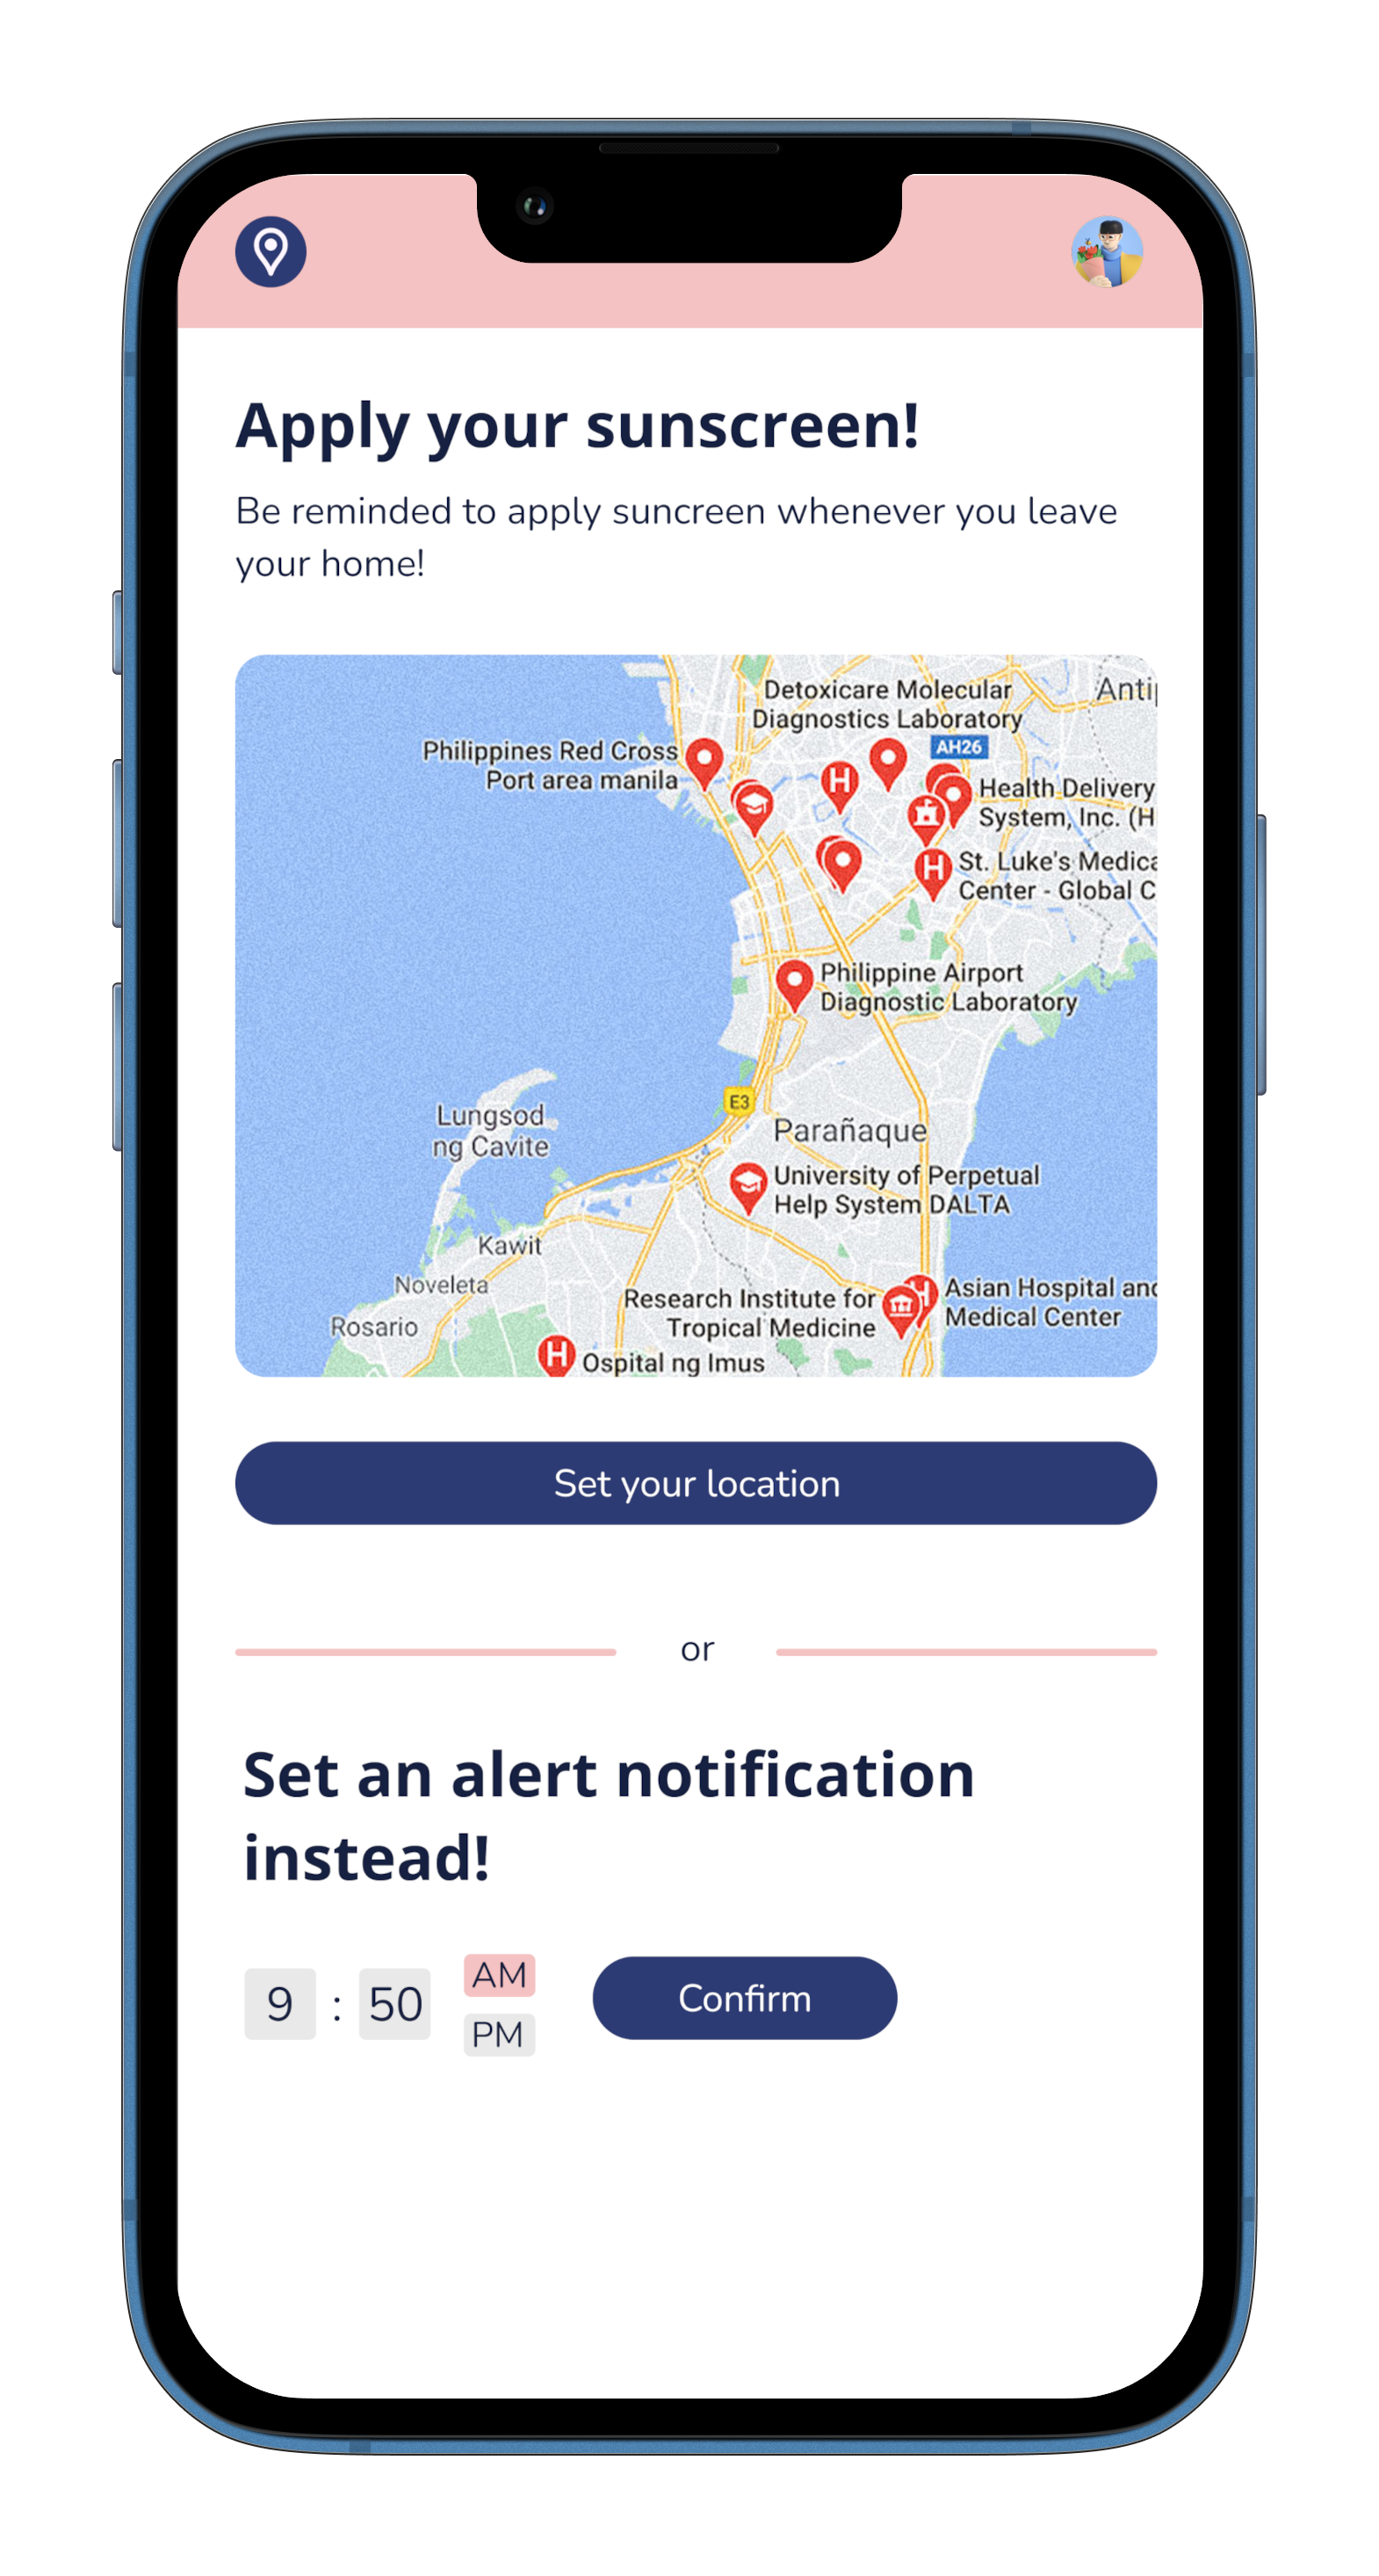 Apply your sunscreen!
Be reminded to apply suncreen whenever you leave
your home!
Detoxicare Molecular
Diagnostics Laboratory
Anti
Philippines Red Cross
Port area manila
AH26
H
Health Delivery
System, Inc. (H
H
St. Luke's Medica
Center - Global C
Philippine Airport
Diagnostic Laboratory
E3
Lungsod
ng Cavite
Parañaque
University of Perpetual
Help System DALTA
Kawit
Noveleta
Rosario
Research Institute for
Tropical Medicine
H
Asian Hospital and
Medical Center
H
Ospital ng Imus
Set your location
or
Set an alert notification
instead!
9 : 50
AM
PM
Confirm